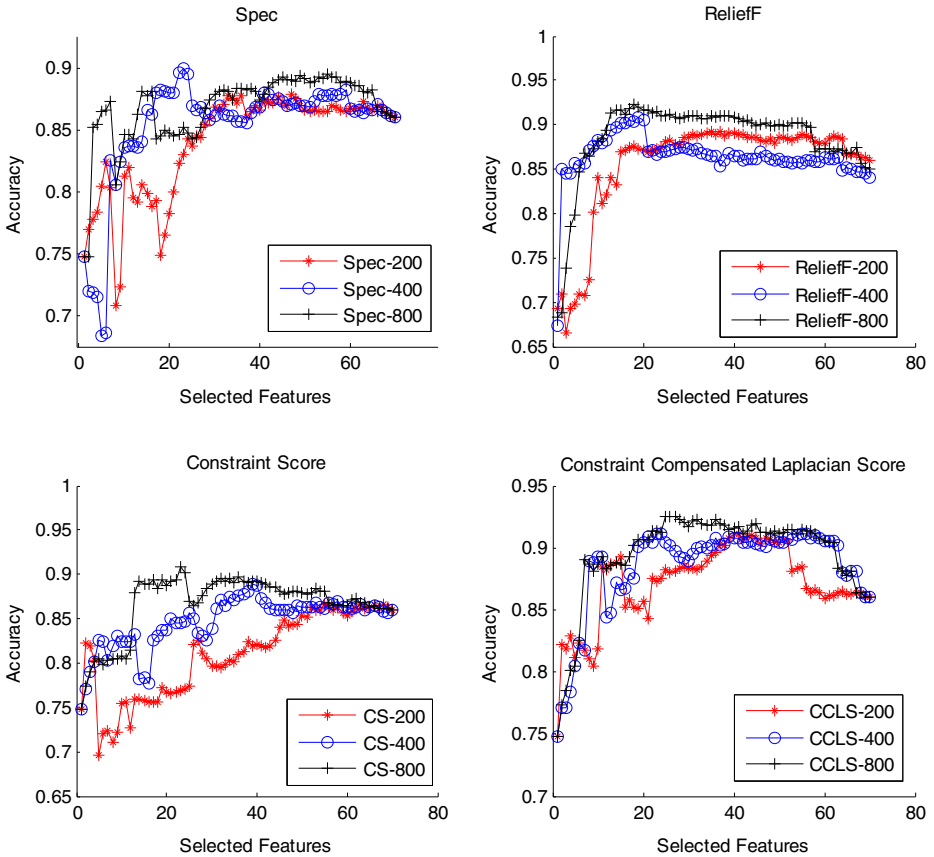 Spec
Accuracy
0.9
0.85
0.8
0.75
0.7
0
20
40
60
Selected Features
Spec-200
Spec-400
Spec-800
ReliefF
Accuracy
1
0.95
0.9
0.85
0.8
0.75
0.7
0.65
0
20
40
60
80
Selected Features
ReliefF-200
ReliefF-400
ReliefF-800
Constraint Score
Accuracy
1
0.95
0.9
0.85
0.8
0.75
0.7
0.65
0
20
40
60
80
Selected Features
CS-200
CS-400
CS-800
Constraint Compensated Laplacian Score
Accuracy
0.95
0.9
0.85
0.8
0.75
0.7
0
20
40
60
80
Selected Features
CCLS-200
CCLS-400
CCLS-800